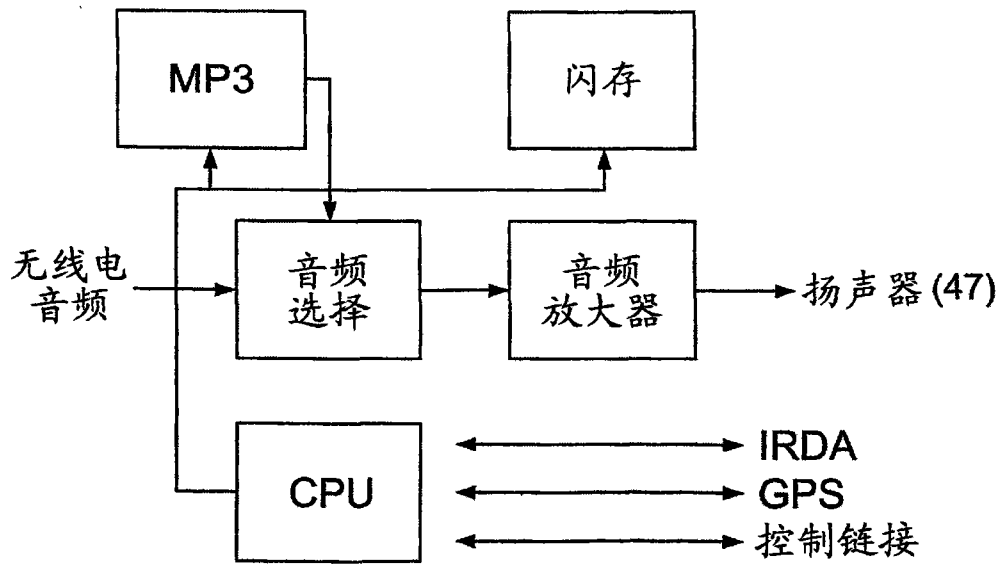 MP3
闪存
无线电
音频
音频
选择
音频
放大器
扬声器(47)
CPU
IRDA
GPS
控制链接